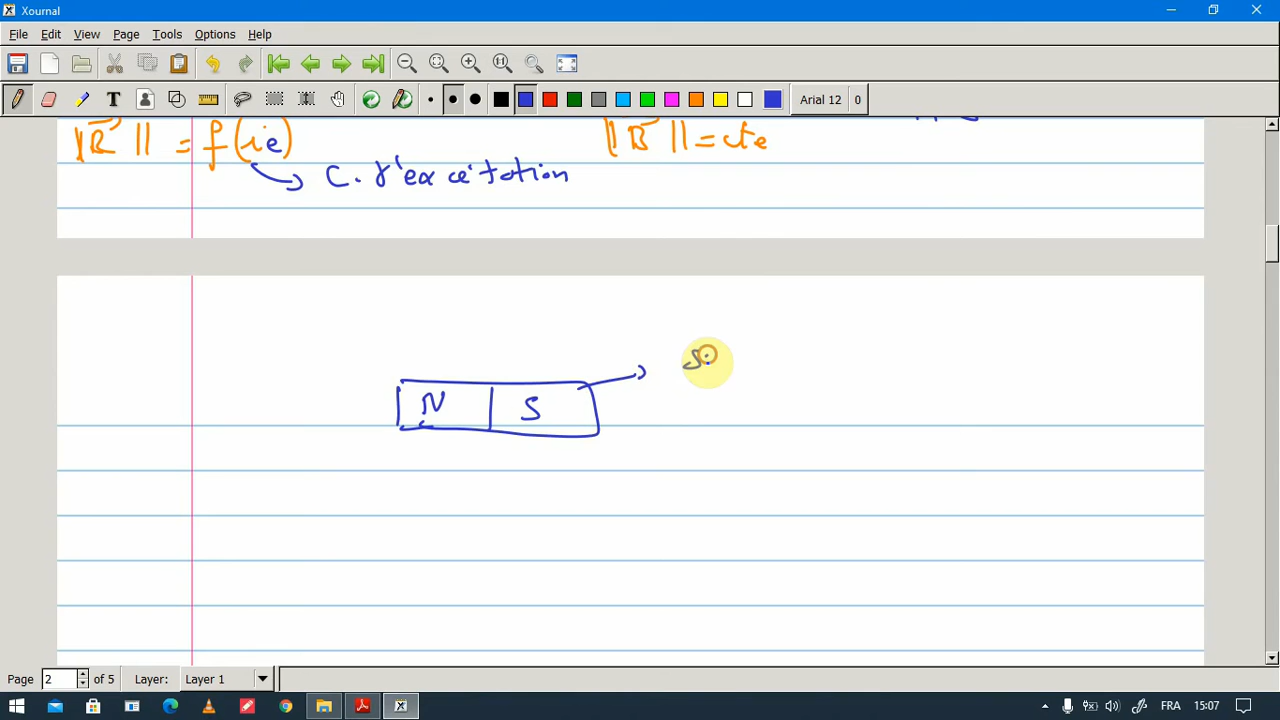 Xournal
File Edit View Page Tools Options Help
Arial 12 0
||B|| = f(ie)
||B|| = cte
C. d'excitation
N S
Page 2 of 5 Layer: Layer 1
FRA 15:07